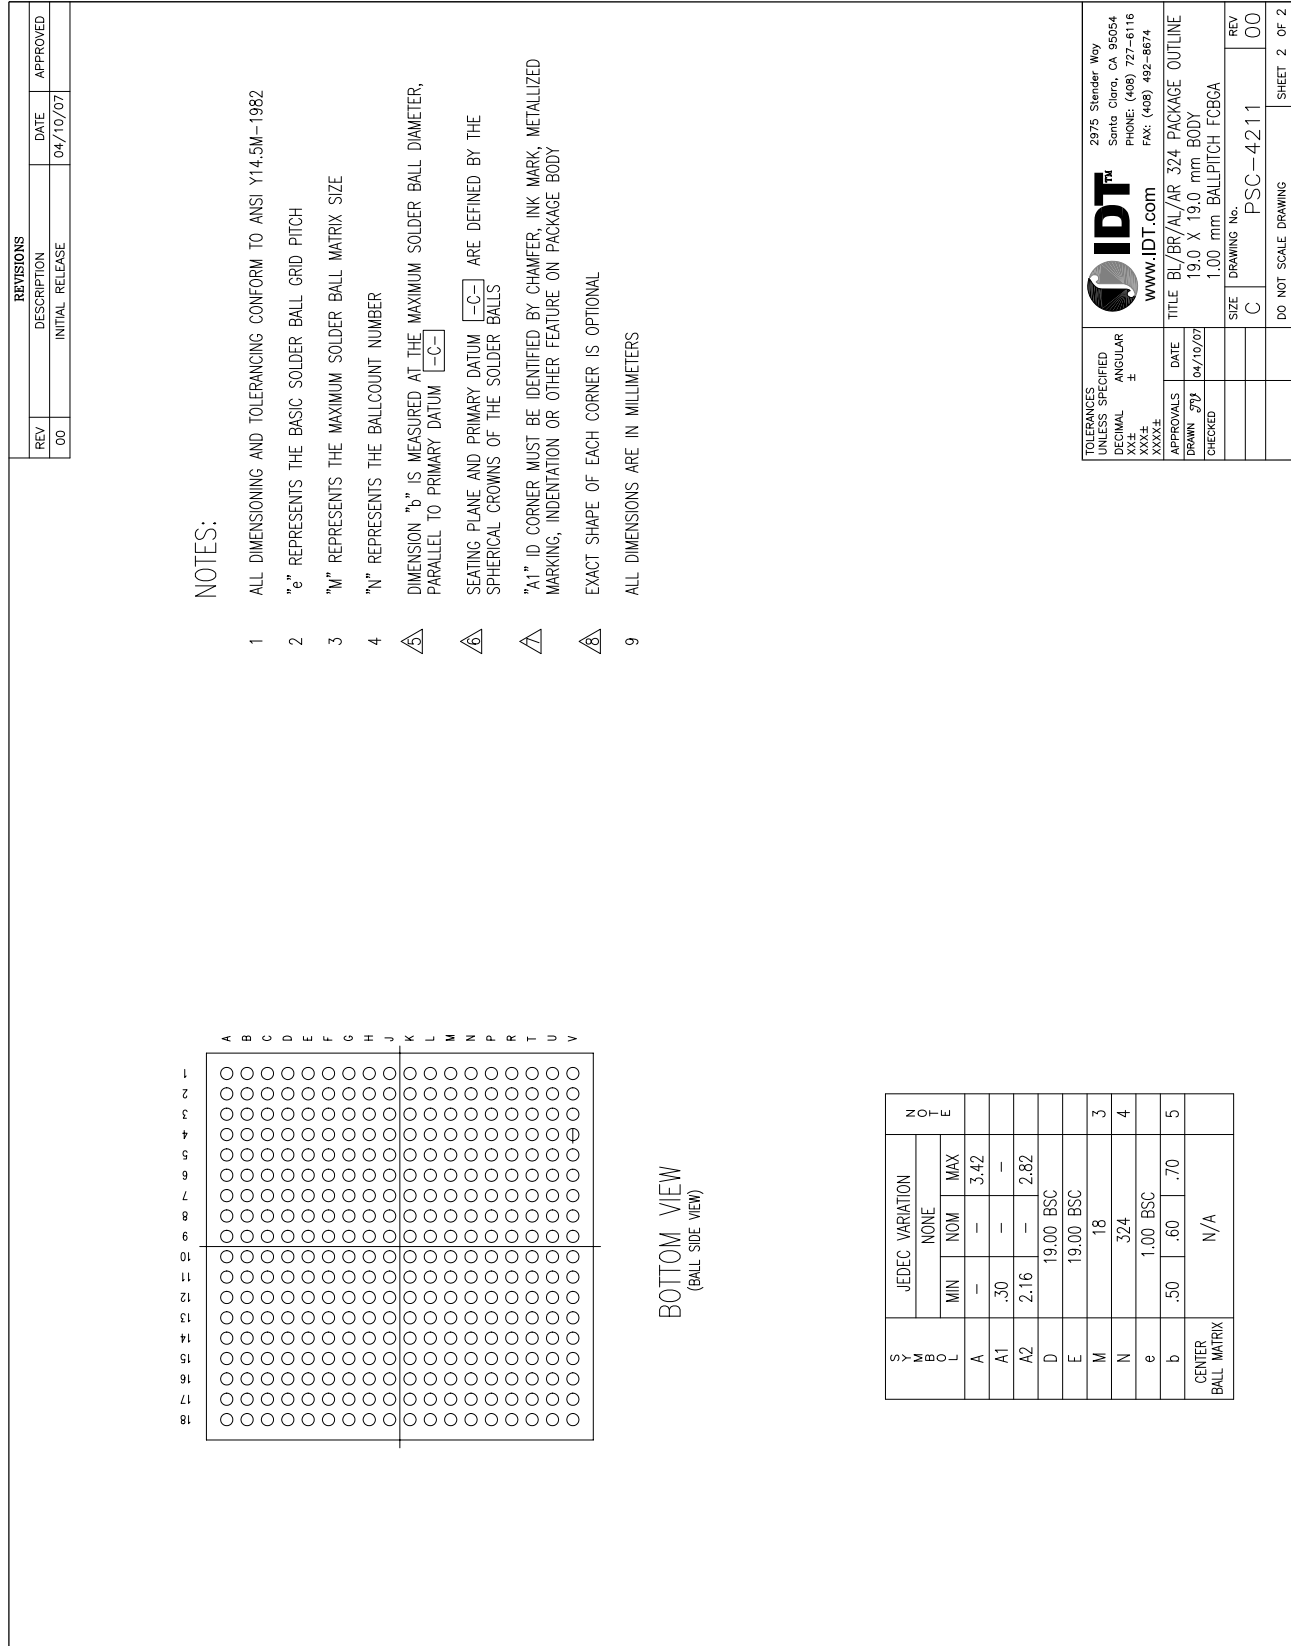 REVISIONS
REV DESCRIPTION DATE APPROVED
00 INITIAL RELEASE 04/10/07
NOTES:
1 ALL DIMENSIONING AND TOLERANCING CONFORM TO ANSI Y14.5M-1982
2 "e" REPRESENTS THE BASIC SOLDER BALL GRID PITCH
3 "M" REPRESENTS THE MAXIMUM SOLDER BALL MATRIX SIZE
4 "N" REPRESENTS THE BALLCOUNT NUMBER
5 DIMENSION "b" IS MEASURED AT THE MAXIMUM SOLDER BALL DIAMETER,
PARALLEL TO PRIMARY DATUM -C-
6 SEATING PLANE AND PRIMARY DATUM -C- ARE DEFINED BY THE
SPHERICAL CROWNS OF THE SOLDER BALLS
7 "A1" ID CORNER MUST BE IDENTIFIED BY CHAMFER, INK MARK, METALLIZED
MARKING, INDENTATION OR OTHER FEATURE ON PACKAGE BODY
8 EXACT SHAPE OF EACH CORNER IS OPTIONAL
9 ALL DIMENSIONS ARE IN MILLIMETERS
18 17 16 15 14 13 12 11 10 9 8 7 6 5 4 3 2 1
A
B
C
D
E
F
G
H
J
K
L
M
N
P
R
T
U
V
BOTTOM VIEW
(BALL SIDE VIEW)
SYMBOL JEDEC VARIATION NOTE
NONE
MIN NOM MAX
A - - 3.42
A1 .30 - -
A2 2.16 - 2.82
D 19.00 BSC
E 19.00 BSC
M 18 3
N 324 4
e 1.00 BSC
b .50 .60 .70 5
CENTER
BALL MATRIX N/A
TOLERANCES
UNLESS SPECIFIED
DECIMAL ANGULAR
XX± ±
XXX±
XXXX±
IDT™
www.IDT.com
2975 Stender Way
Santa Clara, CA 95054
PHONE: (408) 727-6116
FAX: (408) 492-8674
APPROVALS DATE
DRAWN 04/10/07
CHECKED
TITLE BL/BR/AL/AR 324 PACKAGE OUTLINE
19.0 X 19.0 mm BODY
1.00 mm BALLPITCH FCBGA
SIZE DRAWING No. REV
C PSC-4211 00
DO NOT SCALE DRAWING SHEET 2 OF 2